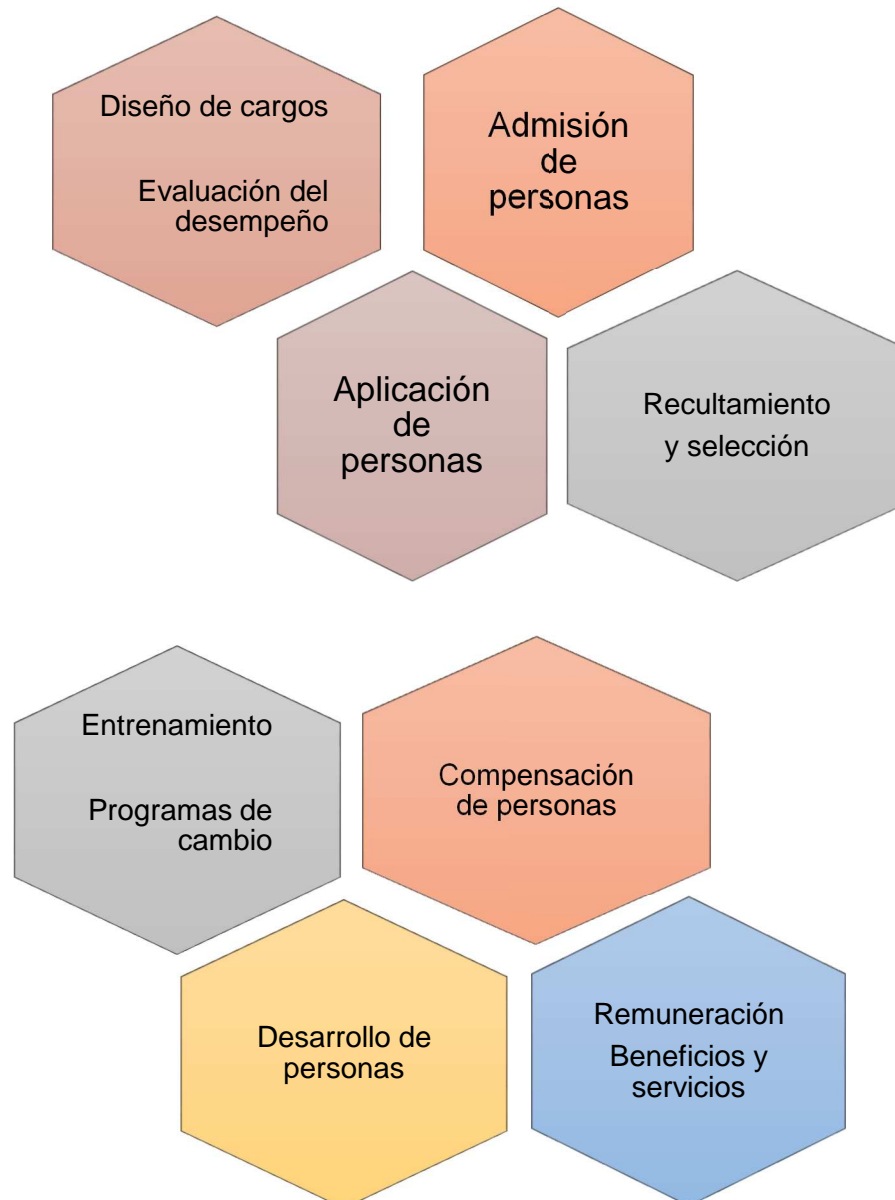 Diseño de cargos
Evaluación del
desempeño
Admisión
de
personas
Aplicación
de
personas
Recultamiento
y selección
Entrenamiento
Programas de
cambio
Compensación
de personas
Desarrollo de
personas
Remuneración
Beneficios y
servicios